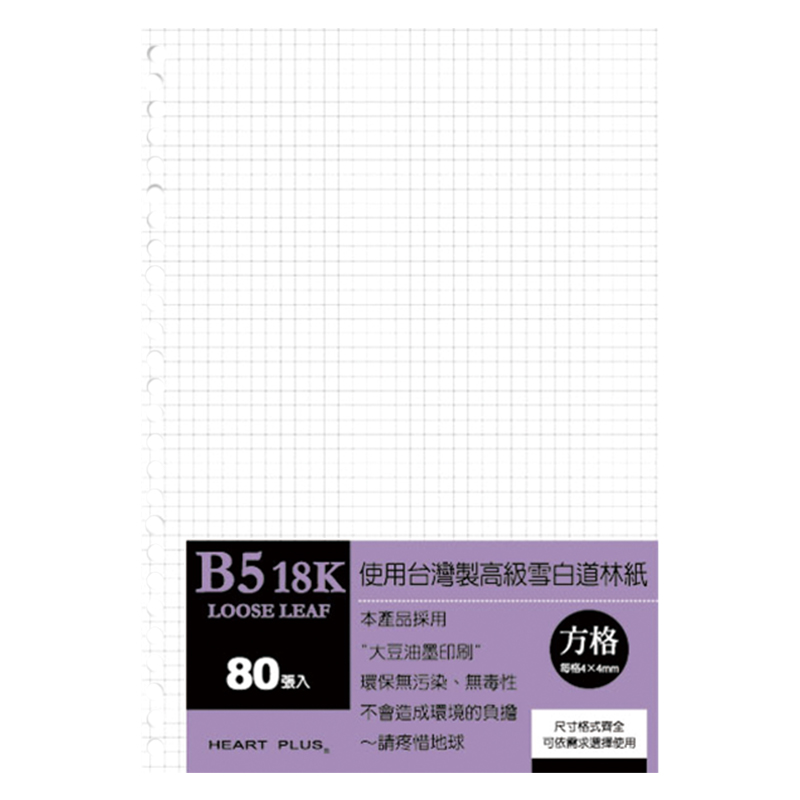 B5 18K
LOOSE LEAF
80張入
HEART PLUS®
使用台灣製高級雪白道林紙
本產品採用
"大豆油墨印刷"
環保無污染、無毒性
不會造成環境的負擔
～請疼惜地球
方格
每格4×4mm
尺寸格式齊全
可依需求選擇使用